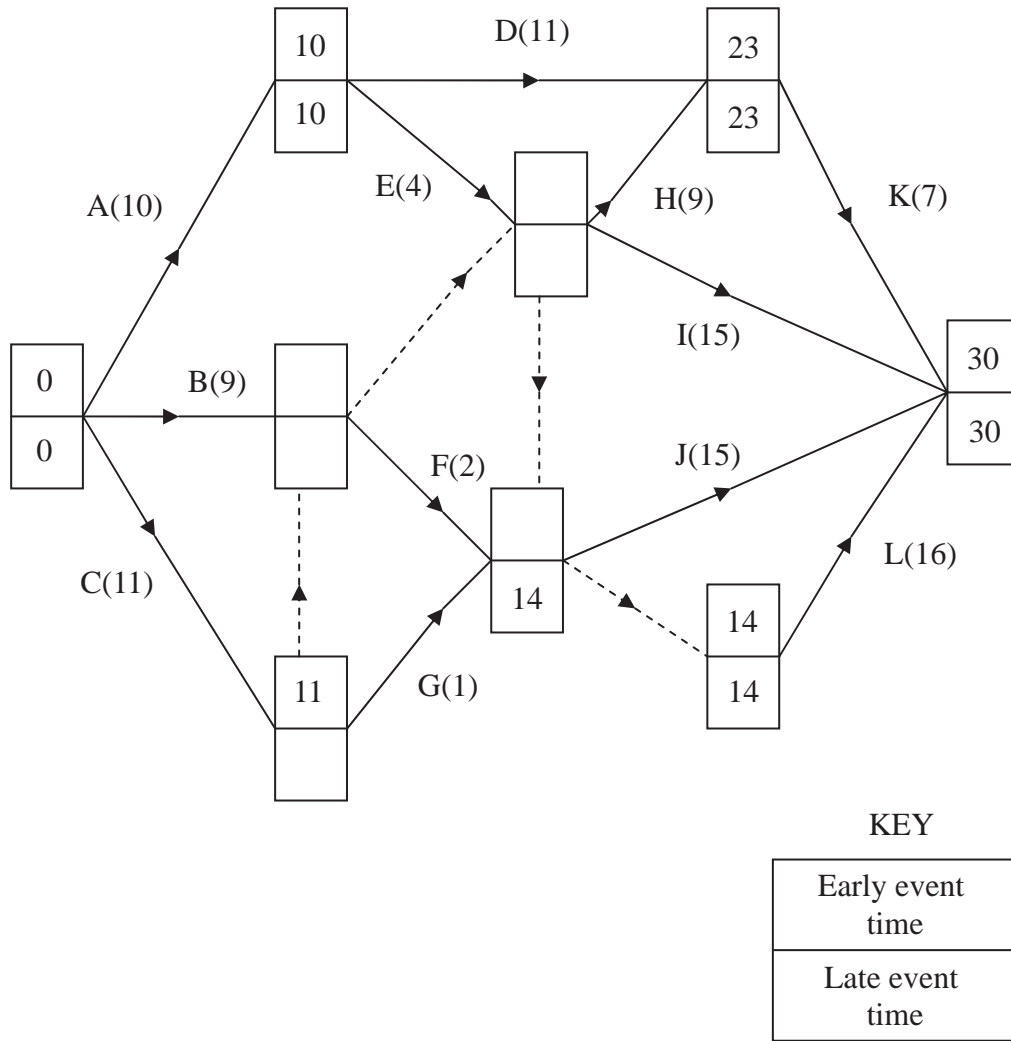 10
10
D(11)
23
23
A(10)
E(4)
H(9)
K(7)
0
0
B(9)
I(15)
30
30
F(2)
J(15)
C(11)
14
L(16)
11
G(1)
14
14
KEY
Early event
time
Late event
time